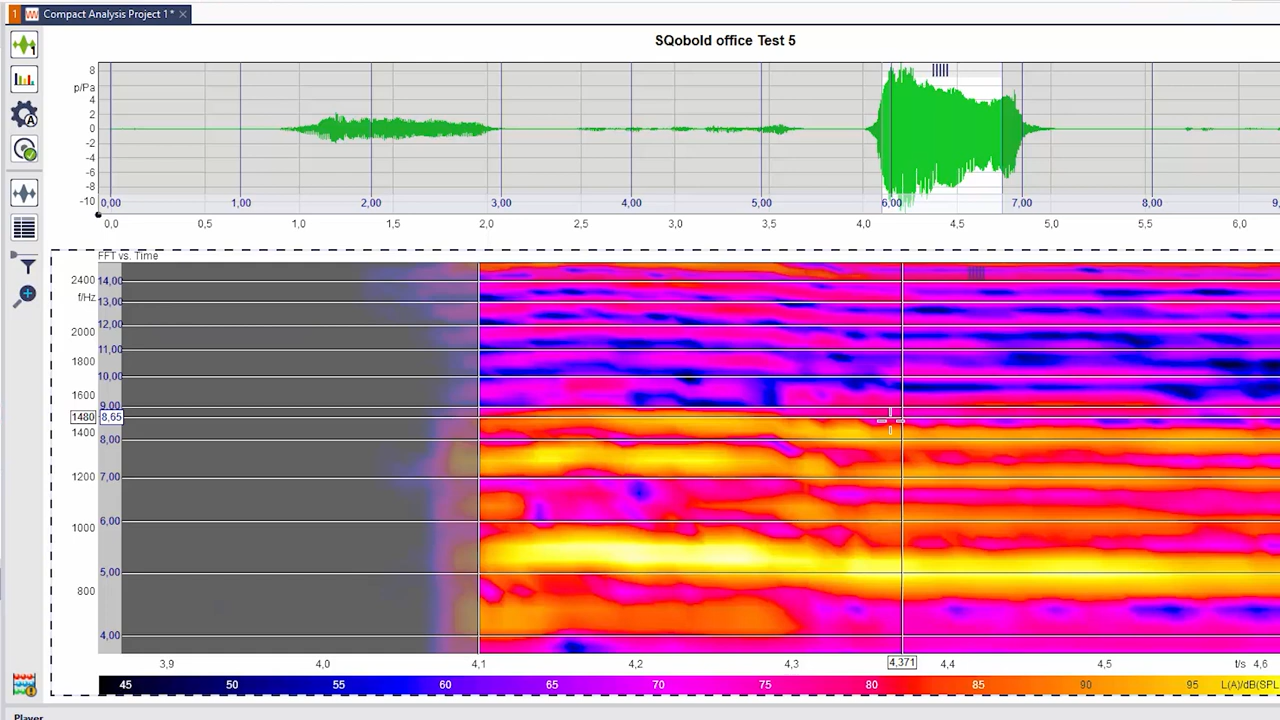 1 Compact Analysis Project 1*
SQobold office Test 5
8
p/Pa
4
2
0
-2
-4
-6
-8
-10
0,00 1,00 2,00 3,00 4,00 5,00 6,00 7,00 8,00 9,
0,0 0,5 1,0 1,5 2,0 2,5 3,0 3,5 4,5 5,0 5,5 6,0
FFT vs. Time
2400 14,00
f/Hz 13,00
2000 12,00
1800 11,00
1600 10,00
9,00
1480 8,65
1400 8,00
1200 7,00
1000 6,00
5,00
800
4,00
3,9 4,0 4,1 4,2 4,3 4,371 4,4 4,5 t/s 4,6
45 50 55 60 65 70 75 80 85 90 95 L(A)/dB(SPL
Player